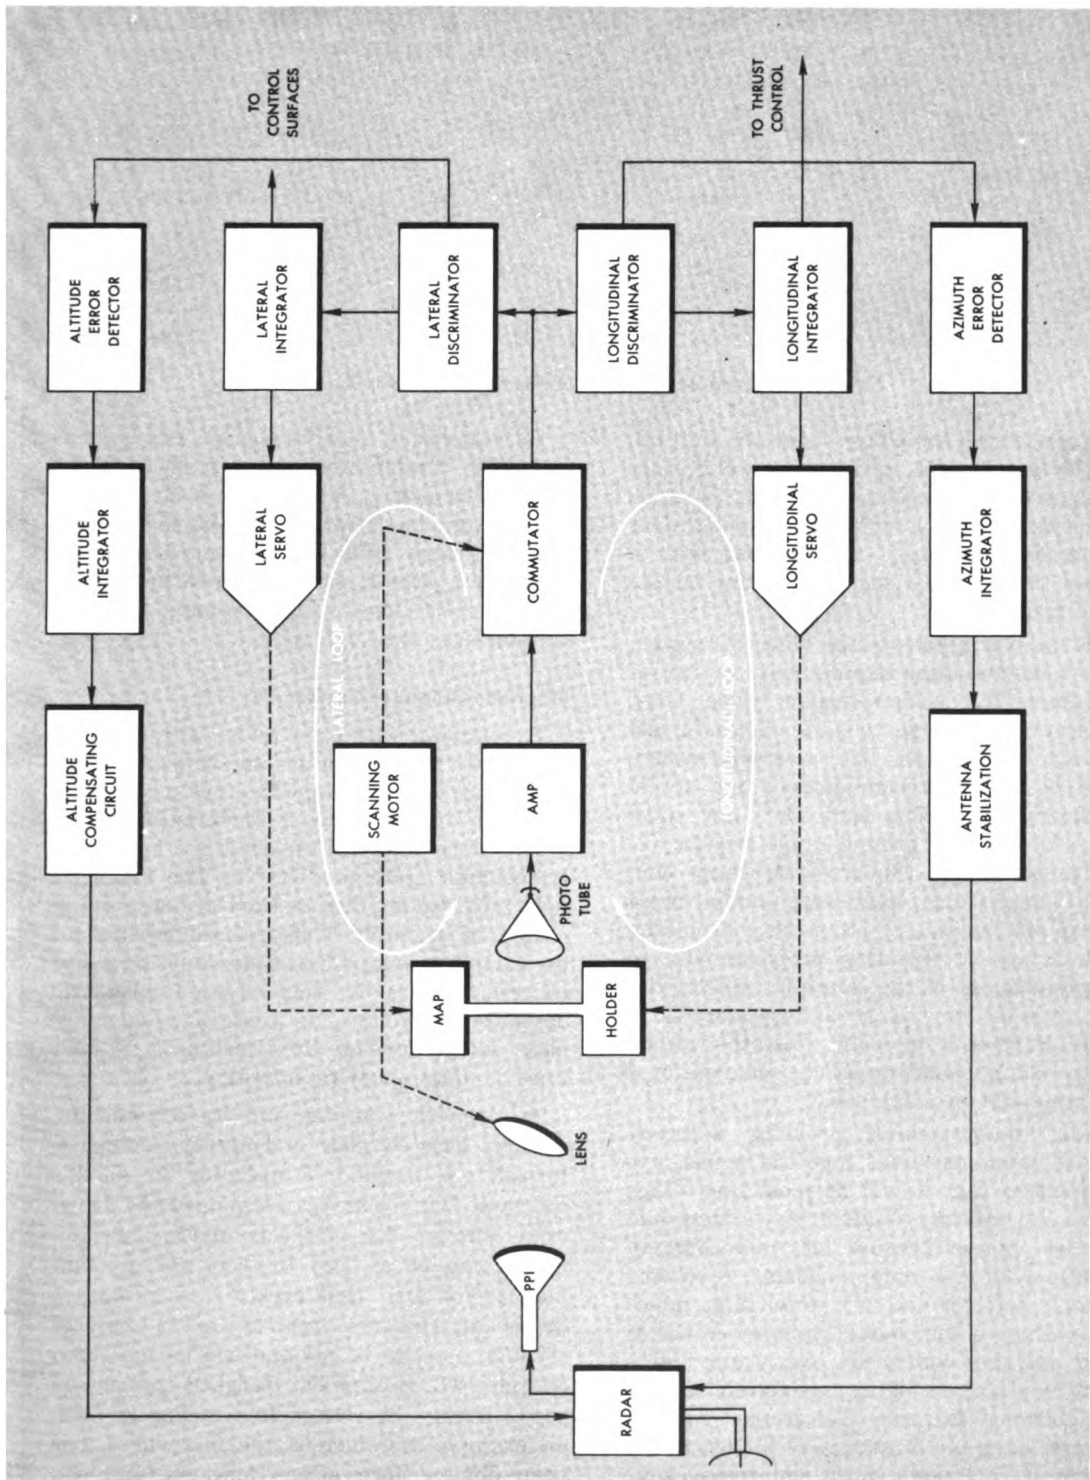 ALTITUDE
COMPENSATING
CIRCUIT
ALTITUDE
INTEGRATOR
ALTITUDE
ERROR
DETECTOR
LATERAL
SERVO
LATERAL
INTEGRATOR
TO
CONTROL
SURFACES
LATERAL LOOP
SCANNING
MOTOR
LATERAL
DISCRIMINATOR
MAP
LENS
PPI
PHOTO
TUBE
AMP
COMMUTATOR
HOLDER
RADAR
LONGITUDINAL
DISCRIMINATOR
LONGITUDINAL LOOP
LONGITUDINAL
SERVO
LONGITUDINAL
INTEGRATOR
TO THRUST
CONTROL
ANTENNA
STABILIZATION
AZIMUTH
INTEGRATOR
AZIMUTH
ERROR
DETECTOR